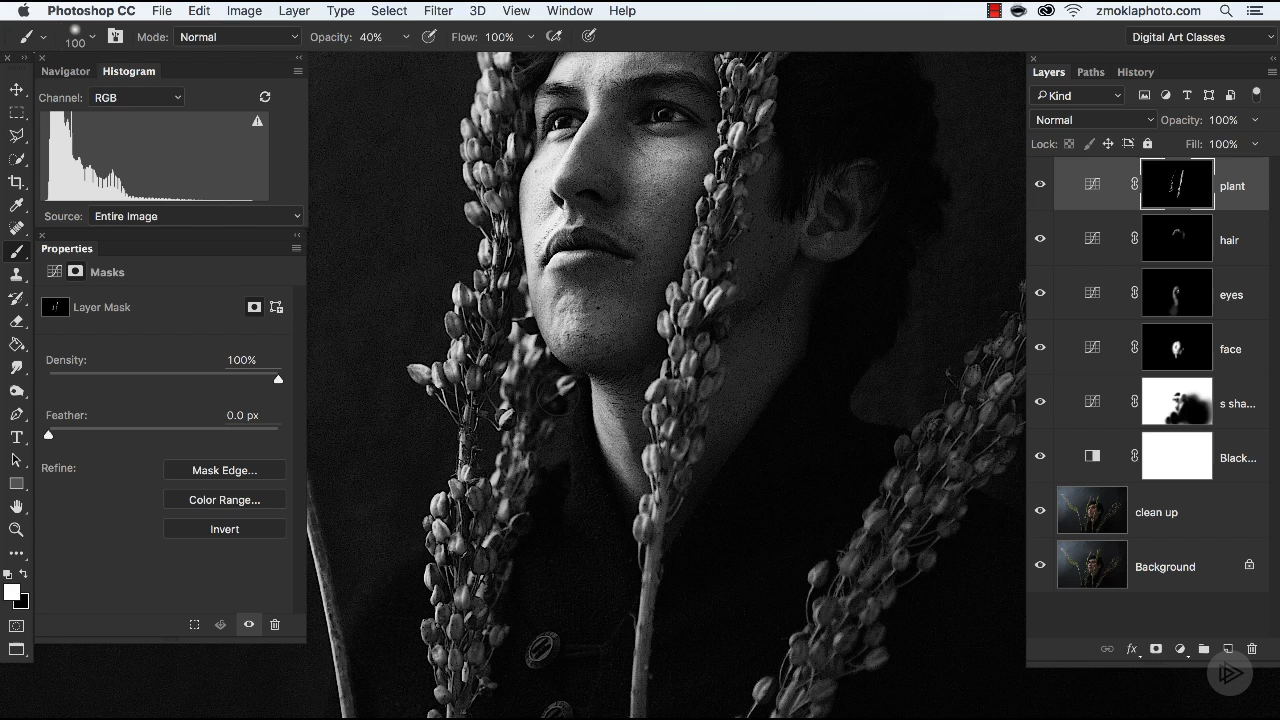 Photoshop CC File Edit Image Layer Type Select Filter 3D View Window Help zmoklaphoto.com
100 Mode: Normal Opacity: 40% Flow: 100% Digital Art Classes
Navigator Histogram
Channel: RGB
Source: Entire Image
Properties
Masks
Layer Mask
Density: 100%
Feather: 0.0 px
Refine: Mask Edge...
Color Range...
Invert
Layers Paths History
Kind
Normal Opacity: 100%
Lock: Fill: 100%
plant
hair
eyes
face
s sha...
Black...
clean up
Background
fx